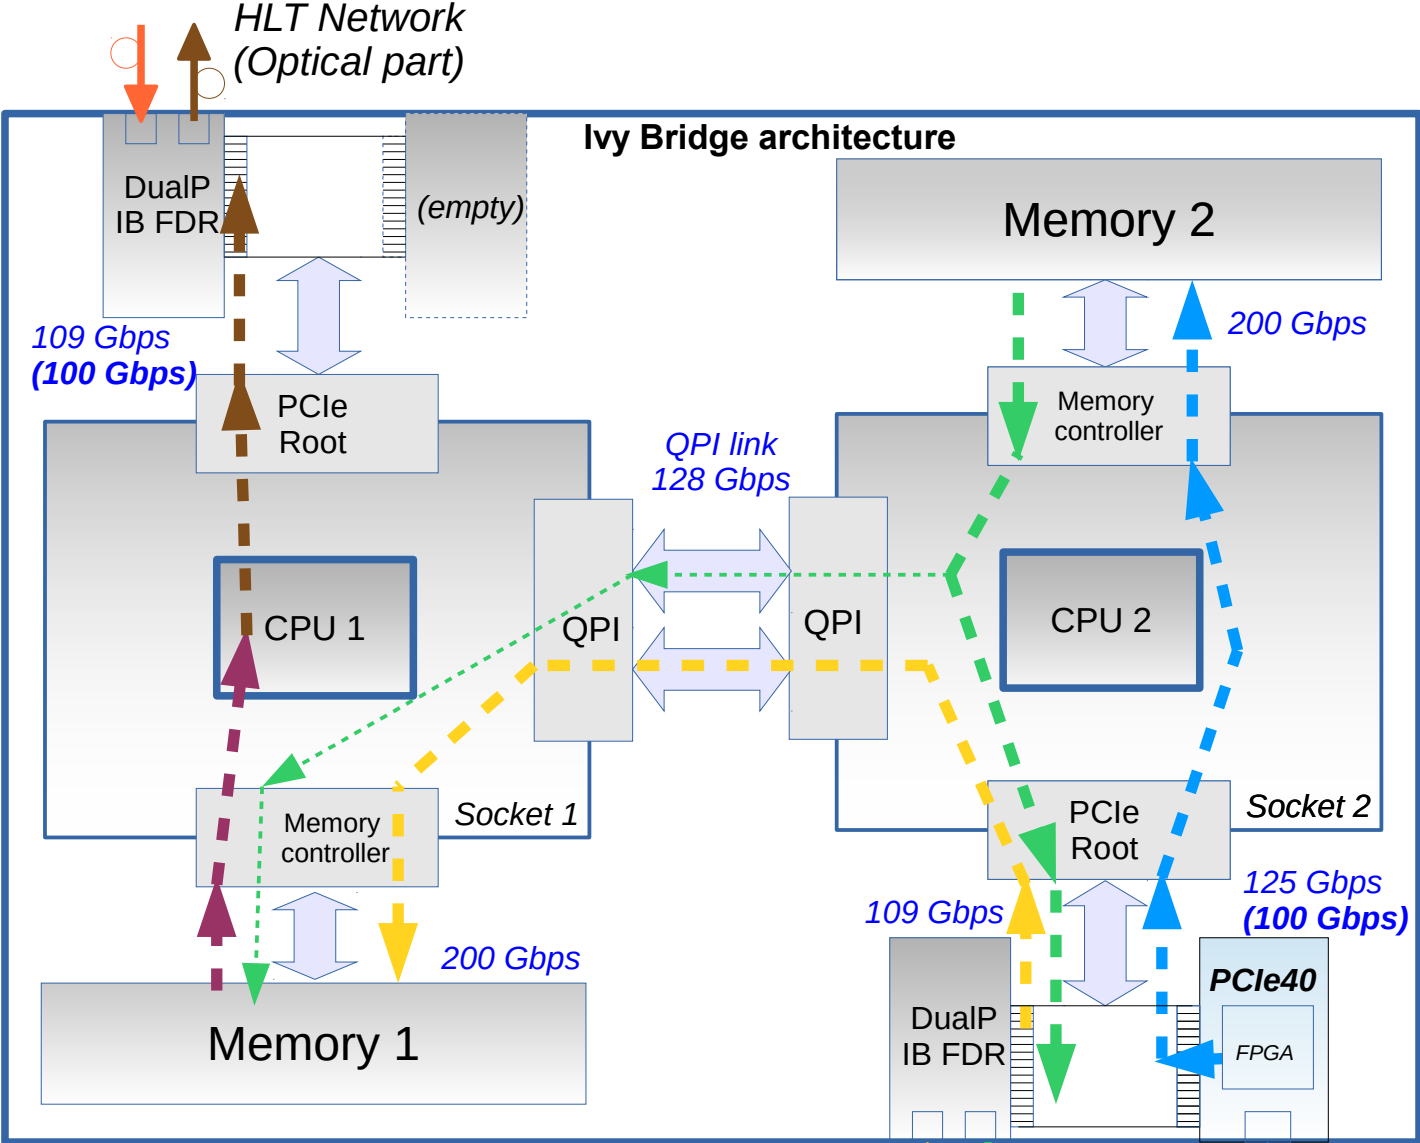 HLT Network
(Optical part)
Ivy Bridge architecture
DualP
IB FDR
(empty)
Memory 2
109 Gbps
(100 Gbps)
200 Gbps
PCIe
Root
Memory
controller
QPI link
128 Gbps
CPU 1
QPI
QPI
CPU 2
Memory
controller
Socket 1
PCIe
Root
Socket 2
109 Gbps
125 Gbps
(100 Gbps)
200 Gbps
Memory 1
DualP
IB FDR
PCIe40
FPGA